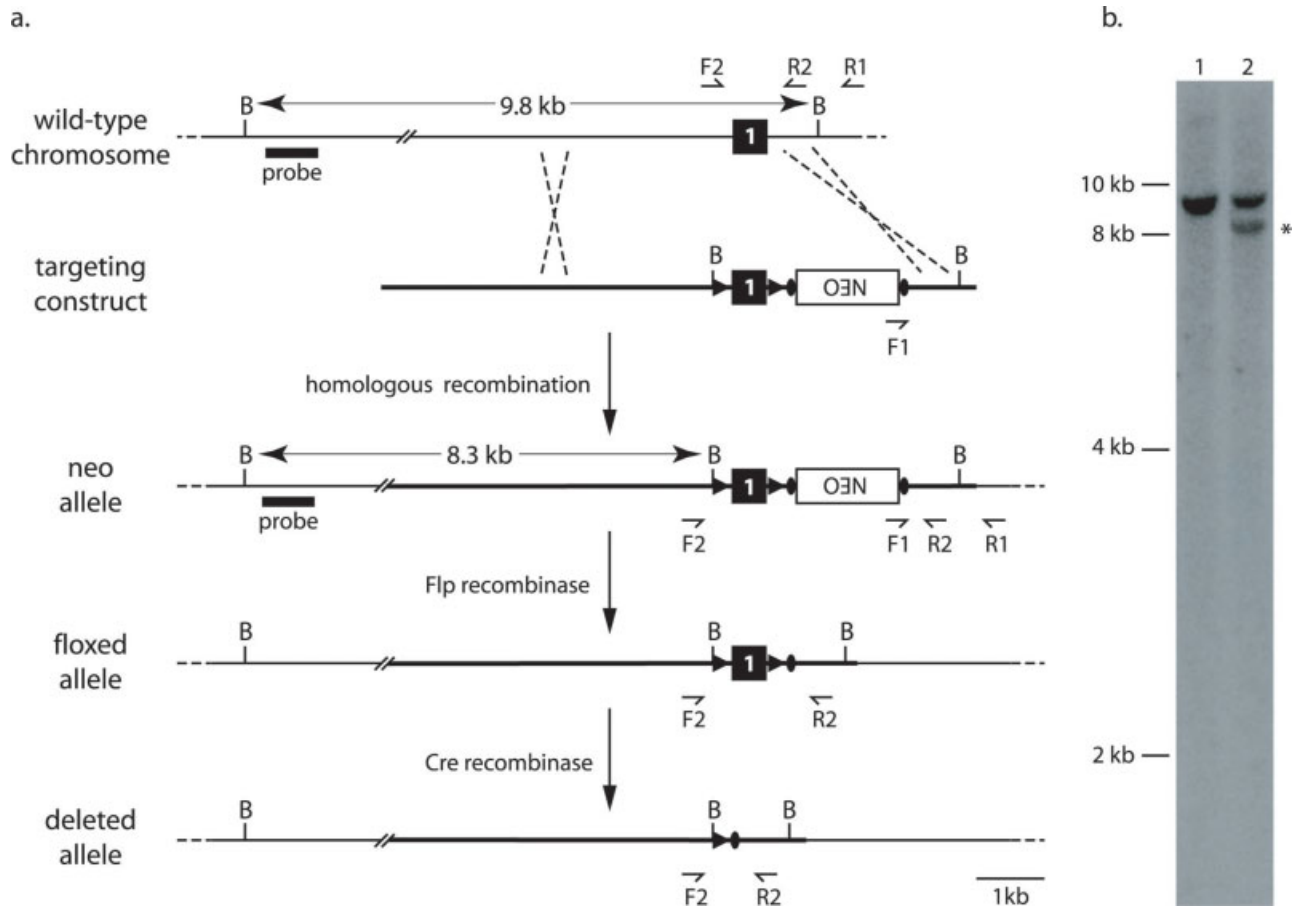 a.
b.
F2 R2 R1
1 2
B 9.8 kb B
wild-type
chromosome
1
probe
10 kb
8 kb
*
targeting
construct
B B
1 NEO
F1
homologous recombination
B 8.3 kb B B
neo
allele
1 NEO
probe
F2 F1 R2 R1
4 kb
Flp recombinase
B B B
floxed
allele
1
F2 R2
Cre recombinase
2 kb
B B B
deleted
allele
F2 R2
1kb